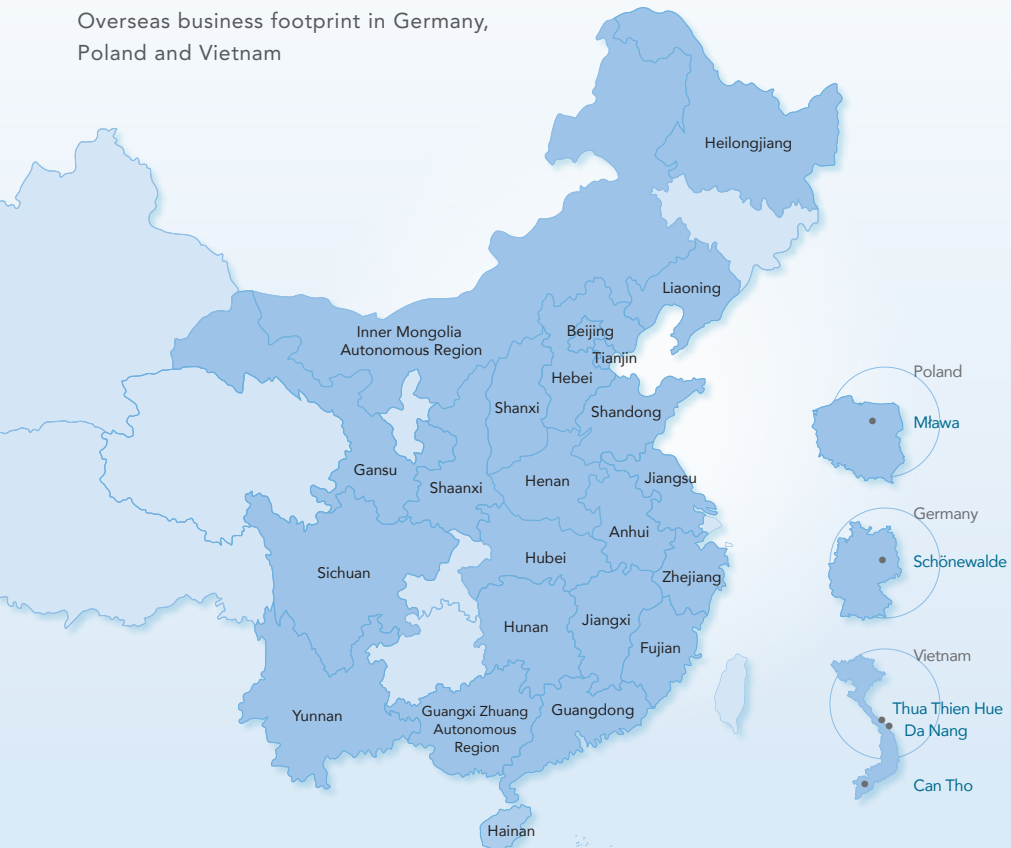 Overseas business footprint in Germany,
Poland and Vietnam
Heilongjiang
Liaoning
Inner Mongolia
Autonomous Region
Beijing
Tianjin
Hebei
Shanxi
Shandong
Gansu
Shaanxi
Henan
Jiangsu
Anhui
Hubei
Sichuan
Zhejiang
Hunan
Jiangxi
Fujian
Yunnan
Guangxi Zhuang
Autonomous
Region
Guangdong
Hainan
Poland
Mława
Germany
Schönewalde
Vietnam
Thua Thien Hue
Da Nang
Can Tho